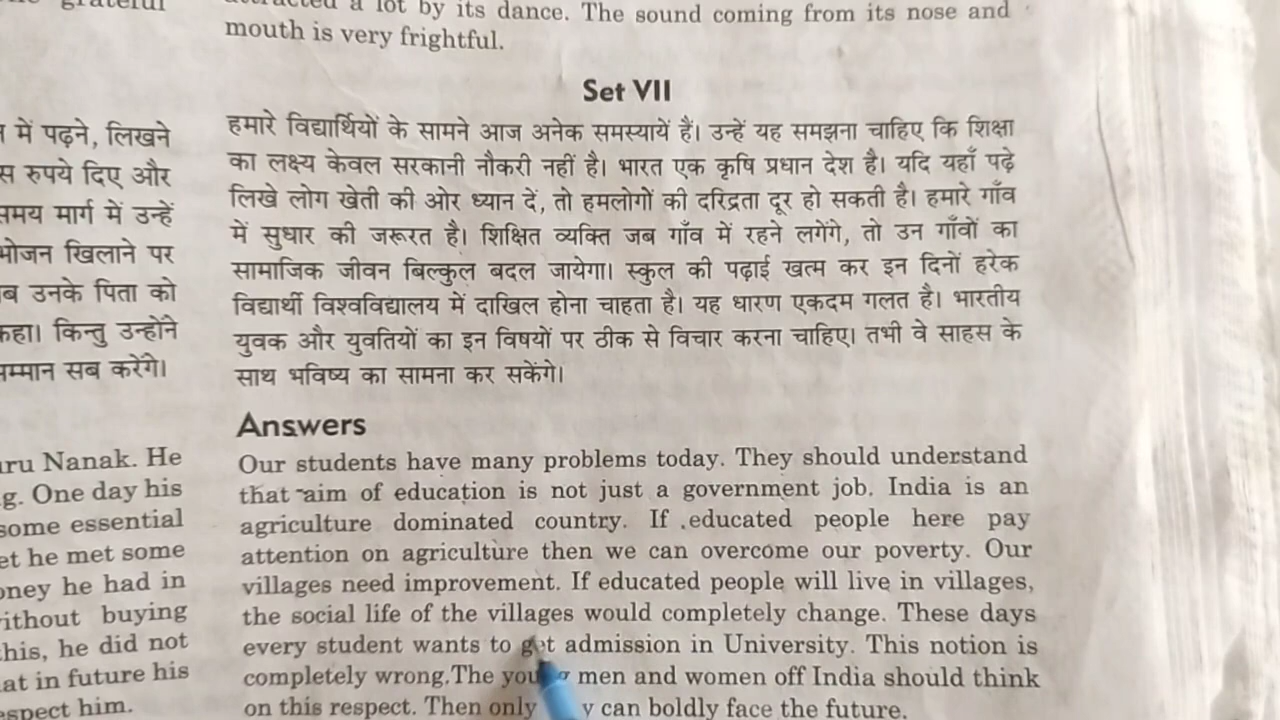 grateful
में पढ़ने, लिखने
रुपये दिए और
समय मार्ग में उन्हें
भोजन खिलाने पर
उनके पिता को
कहा। किन्तु उन्होंने
सम्मान सब करेंगे।
Nanak. He
One day his
some essential
he met some
he had in
without buying
this, he did not
in future his
respect him.
attracted a lot by its dance. The sound coming from its nose and
mouth is very frightful.
Set VII
हमारे विद्यार्थियों के सामने आज अनेक समस्यायें हैं। उन्हें यह समझना चाहिए कि शिक्षा
का लक्ष्य केवल सरकानी नौकरी नहीं है। भारत एक कृषि प्रधान देश है। यदि यहाँ पढ़े
लिखे लोग खेती की ओर ध्यान दें, तो हमलोगों की दरिद्रता दूर हो सकती है। हमारे गाँव
में सुधार की जरूरत है। शिक्षित व्यक्ति जब गाँव में रहने लगेंगे, तो उन गाँवों का
सामाजिक जीवन बिल्कुल बदल जायेगा। स्कुल की पढ़ाई खत्म कर इन दिनों हरेक
विद्यार्थी विश्वविद्यालय में दाखिल होना चाहता है। यह धारण एकदम गलत है। भारतीय
युवक और युवतियों का इन विषयों पर ठीक से विचार करना चाहिए। तभी वे साहस के
साथ भविष्य का सामना कर सकेंगे।
Answers
Our students have many problems today. They should understand
that aim of education is not just a government job. India is an
agriculture dominated country. If educated people here pay
attention on agriculture then we can overcome our poverty. Our
villages need improvement. If educated people will live in villages,
the social life of the villages would completely change. These days
every student wants to get admission in University. This notion is
completely wrong.The young men and women off India should think
on this respect. Then only can boldly face the future.